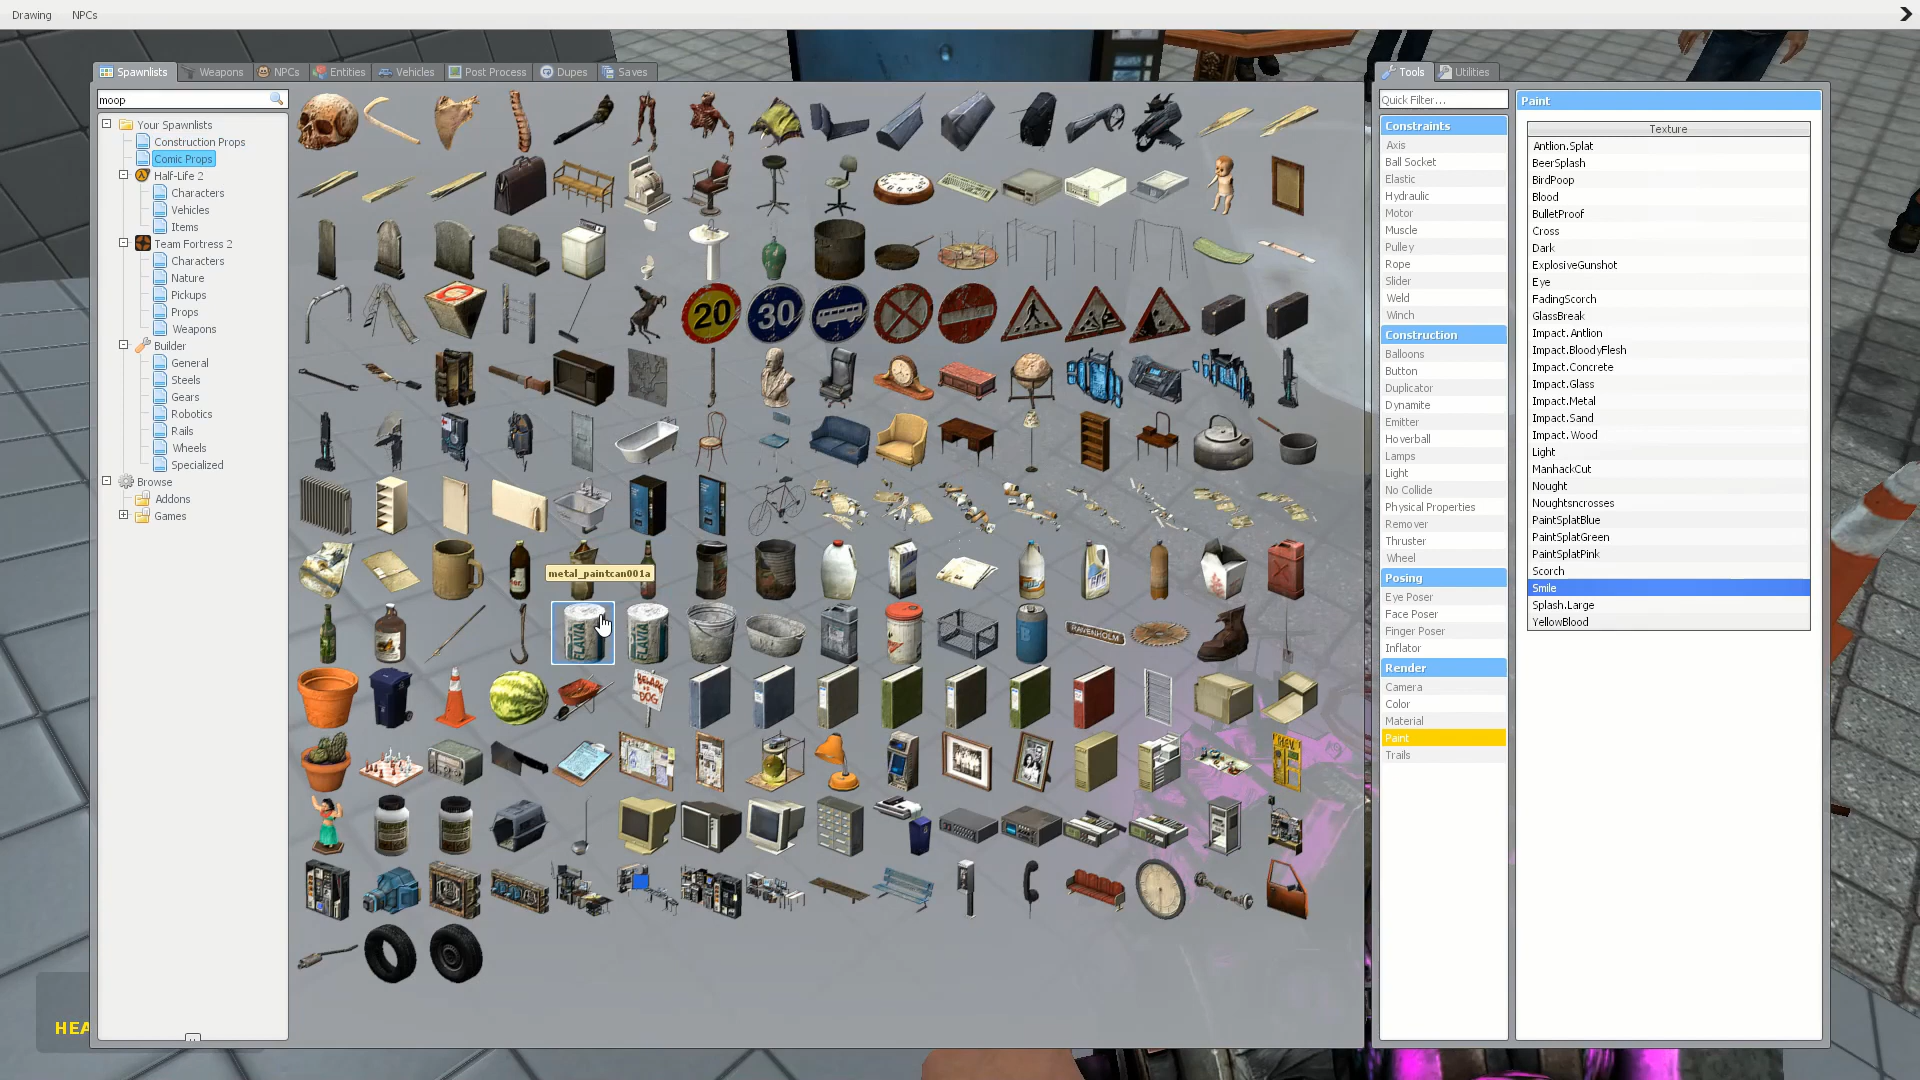 Drawing NPCs
Spawnlists Weapons NPCs Entities Vehicles Post Process Dupes Saves
moop
Your Spawnlists
Construction Props
Comic Props
Half-Life 2
Characters
Vehicles
Items
Team Fortress 2
Characters
Nature
Pickups
Props
Weapons
Builder
General
Steels
Gears
Robotics
Rails
Wheels
Specialized
Browse
Addons
Games
20
30
metal_paintcan001a
FLAVIA
FLAVIA
RAVENHOLM
BEWARE
OF
DOG
HEA
Tools Utilities
Quick Filter...
Constraints
Axis
Ball Socket
Elastic
Hydraulic
Motor
Muscle
Pulley
Rope
Slider
Weld
Winch
Construction
Balloons
Button
Duplicator
Dynamite
Emitter
Hoverball
Lamps
Light
No Collide
Physical Properties
Remover
Thruster
Wheel
Posing
Eye Poser
Face Poser
Finger Poser
Inflator
Render
Camera
Color
Material
Paint
Trails
Paint
Texture
Antlion.Splat
BeerSplash
BirdPoop
Blood
BulletProof
Cross
Dark
ExplosiveGunshot
Eye
FadingScorch
GlassBreak
Impact.Antlion
Impact.BloodyFlesh
Impact.Concrete
Impact.Glass
Impact.Metal
Impact.Sand
Impact.Wood
Light
ManhackCut
Nought
Noughtsncrosses
PaintSplatBlue
PaintSplatGreen
PaintSplatPink
Scorch
Smile
Splash.Large
YellowBlood